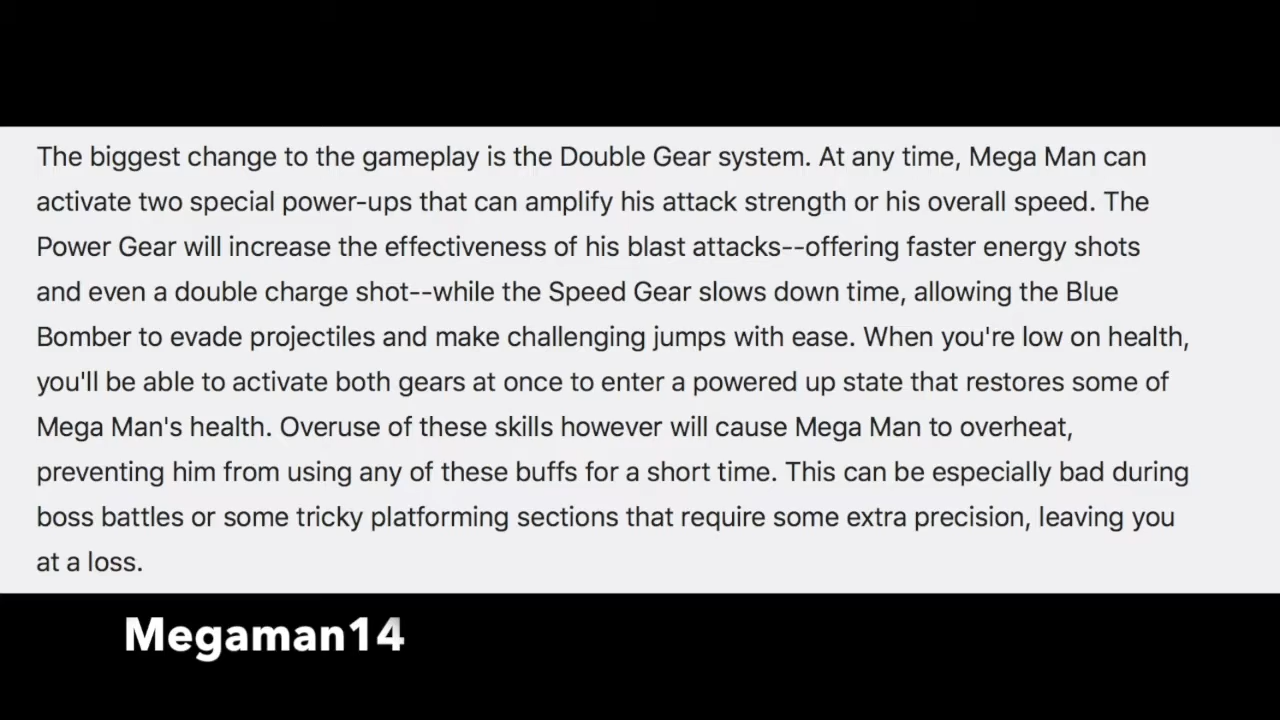 The biggest change to the gameplay is the Double Gear system. At any time, Mega Man can
activate two special power-ups that can amplify his attack strength or his overall speed. The
Power Gear will increase the effectiveness of his blast attacks--offering faster energy shots
and even a double charge shot--while the Speed Gear slows down time, allowing the Blue
Bomber to evade projectiles and make challenging jumps with ease. When you're low on health,
you'll be able to activate both gears at once to enter a powered up state that restores some of
Mega Man's health. Overuse of these skills however will cause Mega Man to overheat,
preventing him from using any of these buffs for a short time. This can be especially bad during
boss battles or some tricky platforming sections that require some extra precision, leaving you
at a loss.
Megaman14